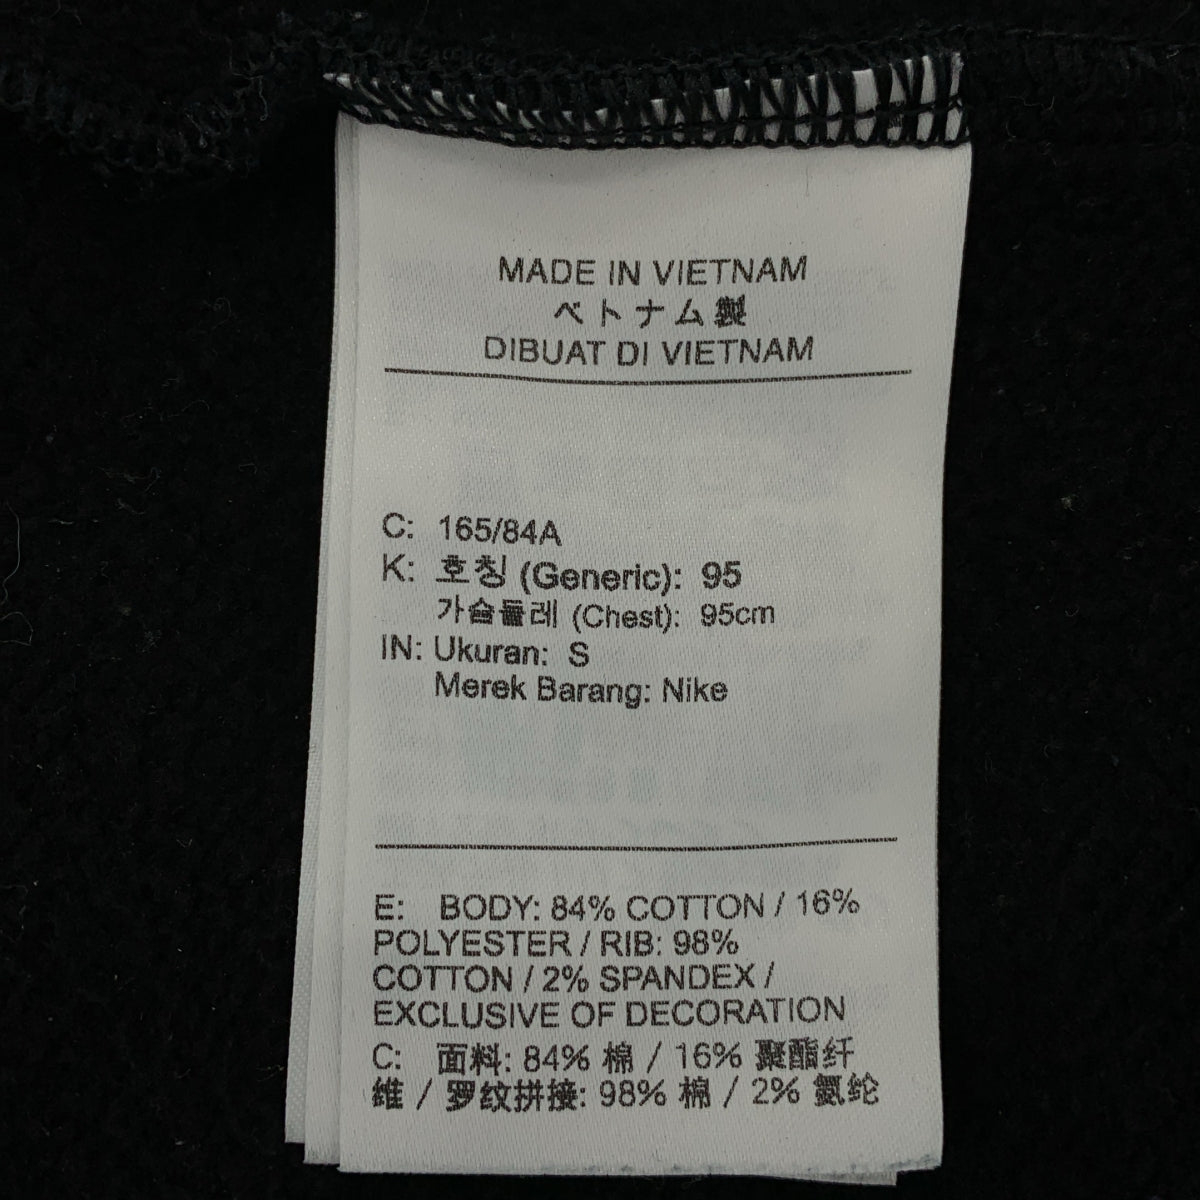 MADE IN VIETNAM
ベトナム製
DIBUAT DI VIETNAM
C: 165/84A
K: 호칭 (Generic): 95
가슴둘레 (Chest): 95cm
IN: Ukuran: S
Merek Barang: Nike
E: BODY: 84% COTTON / 16%
POLYESTER / RIB: 98%
COTTON / 2% SPANDEX /
EXCLUSIVE OF DECORATION
C: 面料: 84% 棉 / 16% 聚酯纤
维 / 罗纹拼接: 98% 棉 / 2% 氨纶